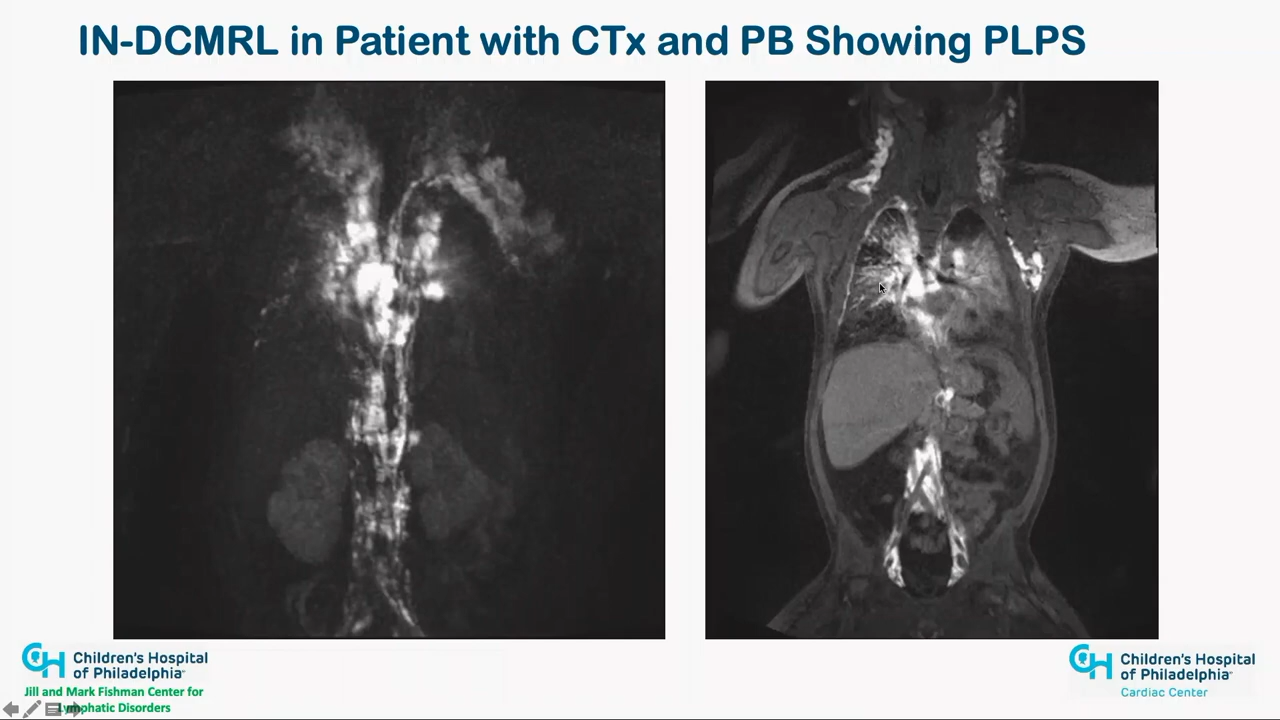 IN-DCMRL in Patient with CTx and PB Showing PLPS
Children's Hospital
of Philadelphia
Jill and Mark Fishman Center for
Lymphatic Disorders
Children's Hospital
of Philadelphia
Cardiac Center